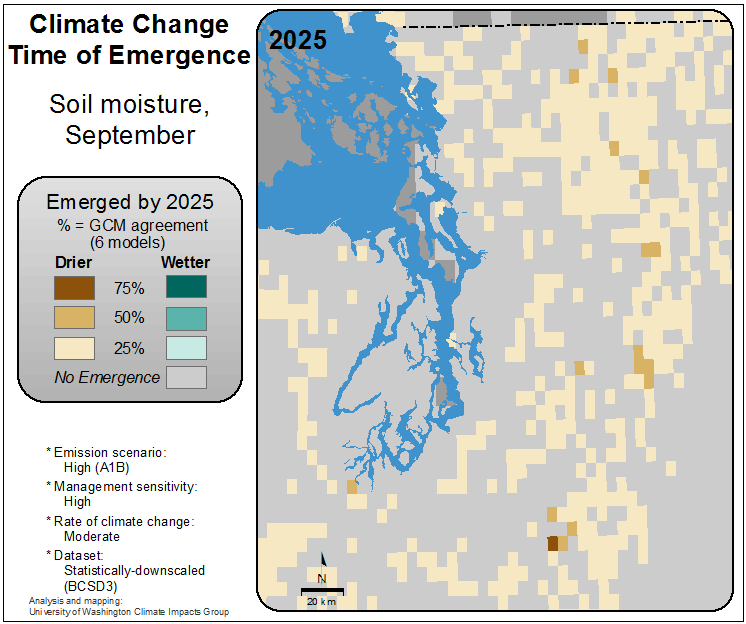 Climate Change
Time of Emergence
Soil moisture,
September
Emerged by 2025
% = GCM agreement
(6 models)
Drier Wetter
75%
50%
25%
No Emergence
* Emission scenario:
High (A1B)
* Management sensitivity:
High
* Rate of climate change:
Moderate
* Dataset:
Statistically-downscaled
(BCSD3)
Analysis and mapping:
University of Washington Climate Impacts Group
2025
N
20 km